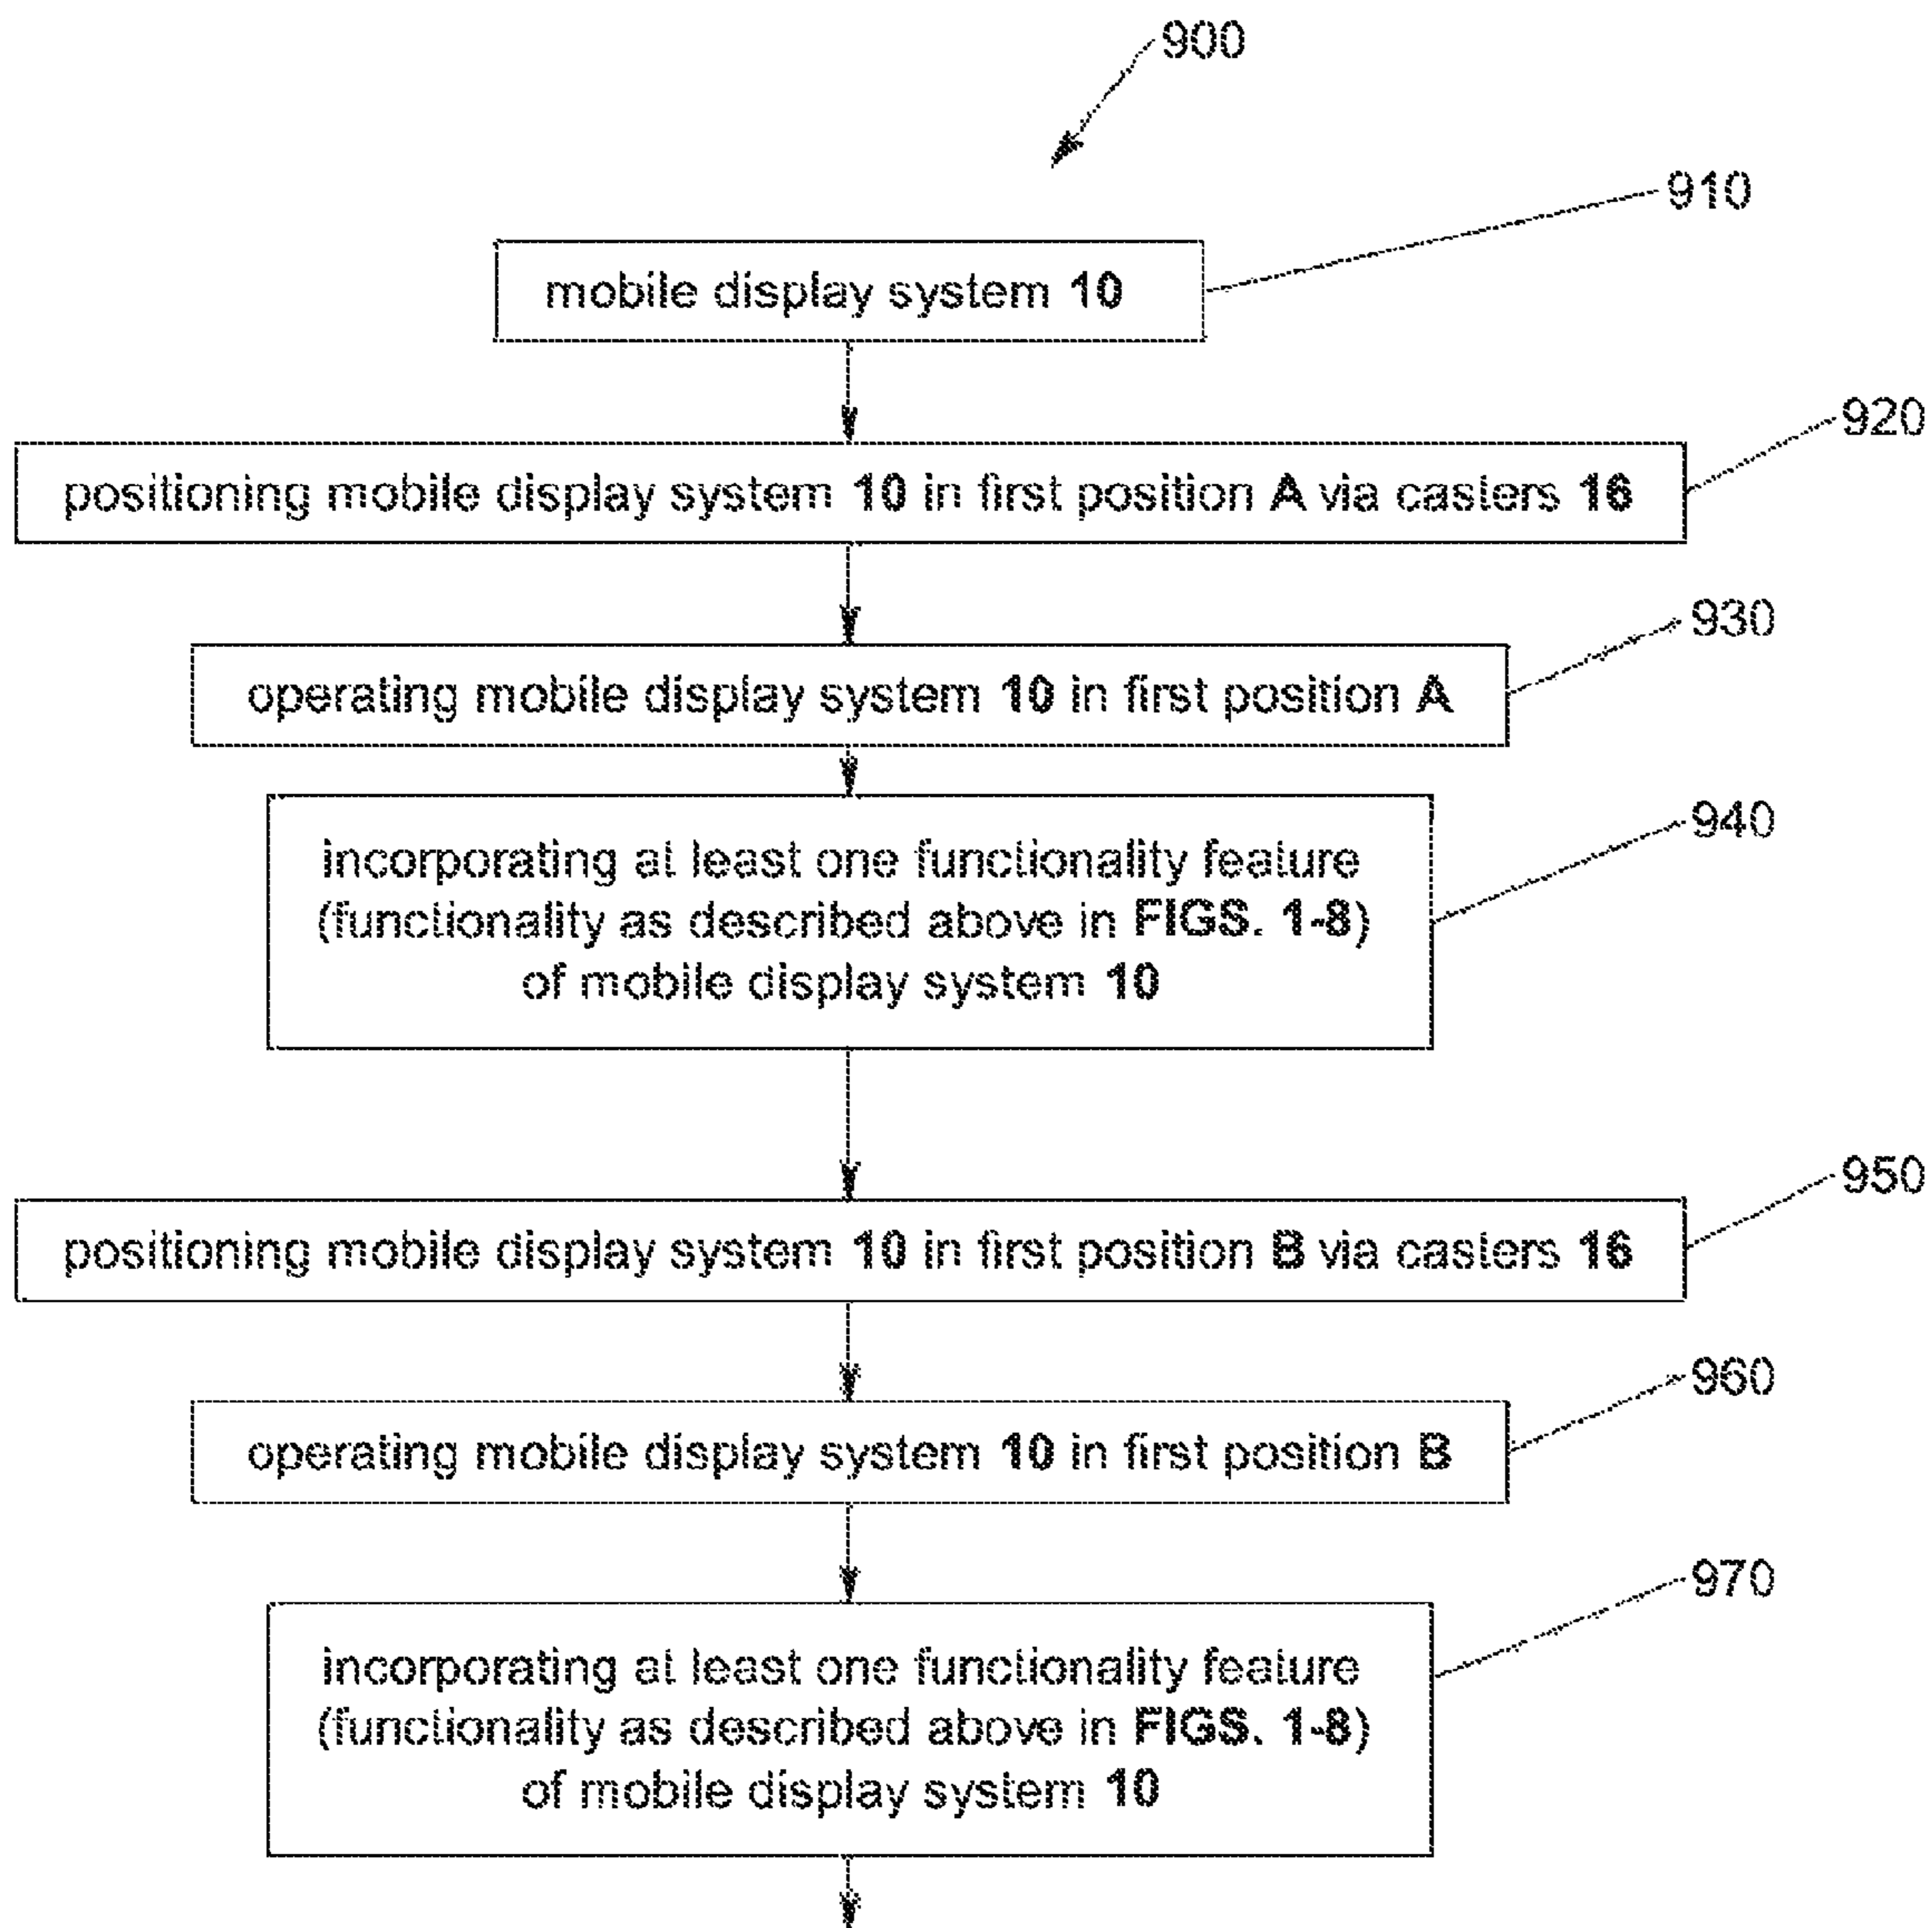 900
910
mobile display system 10
920
positioning mobile display system 10 in first position A via casters 16
930
operating mobile display system 10 in first position A
940
incorporating at least one functionality feature
(functionality as described above in FIGS. 1-8)
of mobile display system 10
950
positioning mobile display system 10 in first position B via casters 16
960
operating mobile display system 10 in first position B
970
incorporating at least one functionality feature
(functionality as described above in FIGS. 1-8)
of mobile display system 10